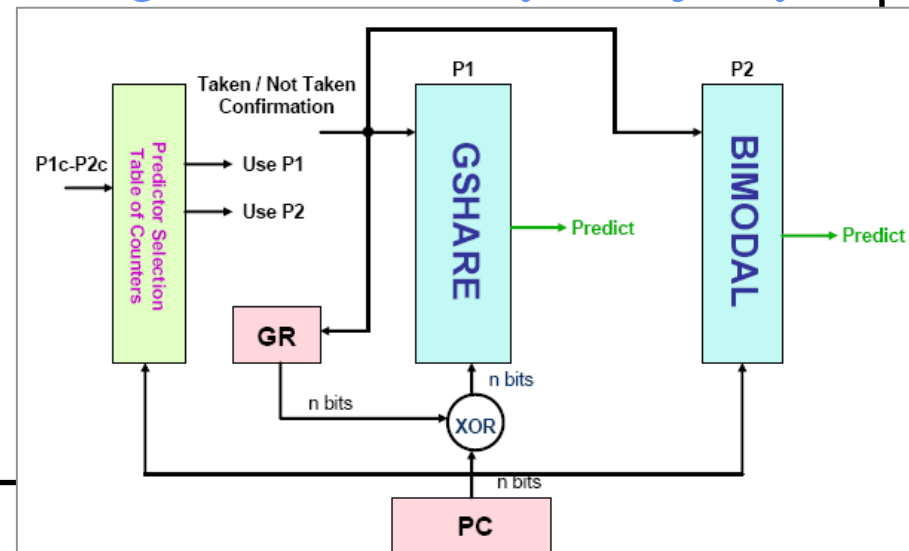 P1
P2
Taken / Not Taken
Confirmation
P1c-P2c
Predictor Selection
Table of Counters
Use P1
Use P2
GSHARE
BIMODAL
Predict
Predict
GR
n bits
n bits
XOR
n bits
PC